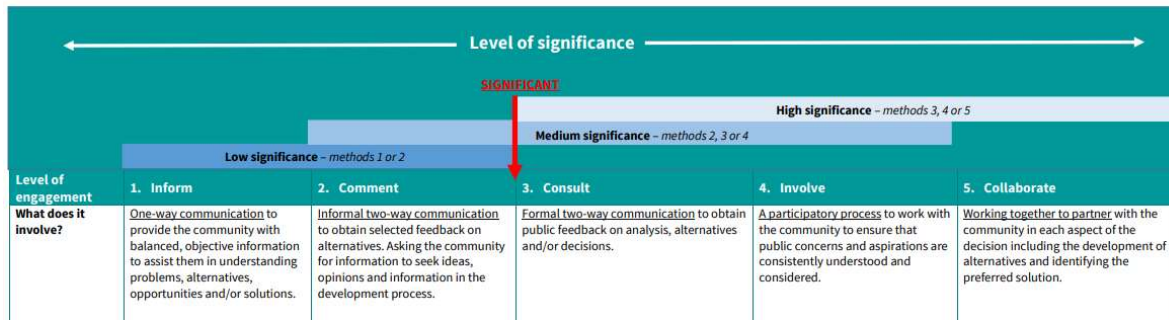 Level of significance
SIGNIFICANT
High significance – methods 3, 4 or 5
Medium significance – methods 2, 3 or 4
Low significance – methods 1 or 2
Level of
engagement
1. Inform
2. Comment
3. Consult
4. Involve
5. Collaborate
What does it
involve?
One-way communication to
provide the community with
balanced, objective information
to assist them in understanding
problems, alternatives,
opportunities and/or solutions.
Informal two-way communication
to obtain selected feedback on
alternatives. Asking the community
for information to seek ideas,
opinions and information in the
development process.
Formal two-way communication to obtain
public feedback on analysis, alternatives
and/or decisions.
A participatory process to work with
the community to ensure that
public concerns and aspirations are
consistently understood and
considered.
Working together to partner with the
community in each aspect of the
decision including the development of
alternatives and identifying the
preferred solution.